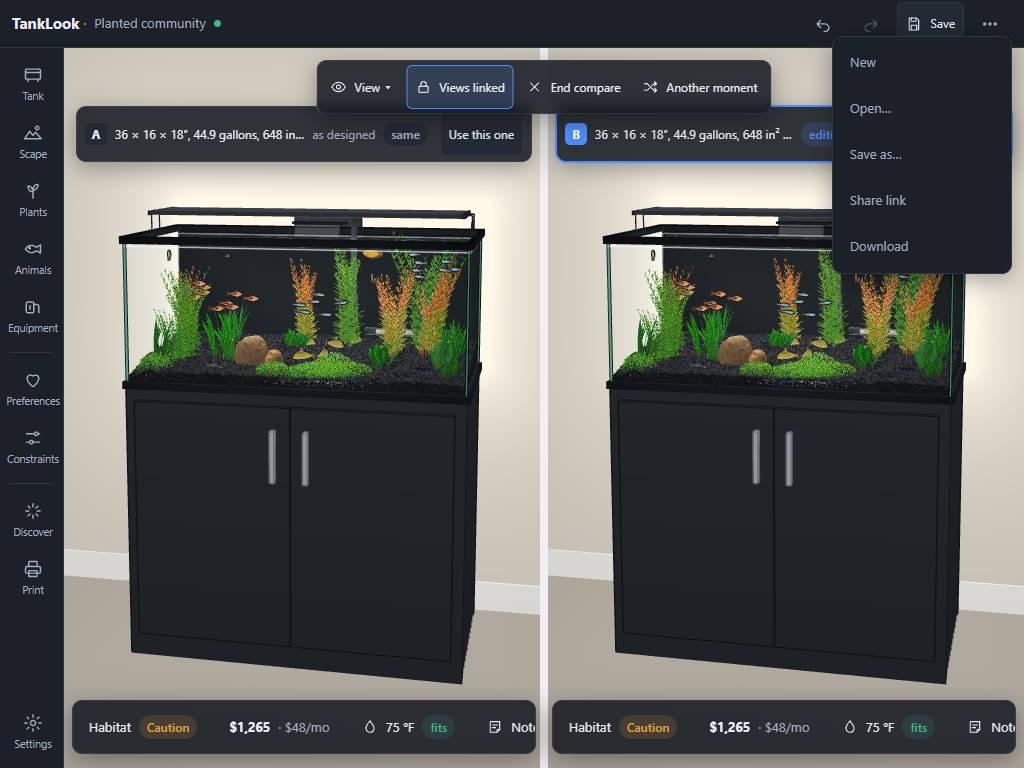 TankLook · Planted community
Save
New
Open...
Save as...
Share link
Download
Tank
Scape
Plants
Animals
Equipment
Preferences
Constraints
Discover
Print
Settings
View
Views linked
End compare
Another moment
A 36 × 16 × 18", 44.9 gallons, 648 in... as designed same Use this one
B 36 × 16 × 18", 44.9 gallons, 648 in² ... editi
Habitat Caution $1,265 · $48/mo 75 °F fits Note
Habitat Caution $1,265 · $48/mo 75 °F fits Note